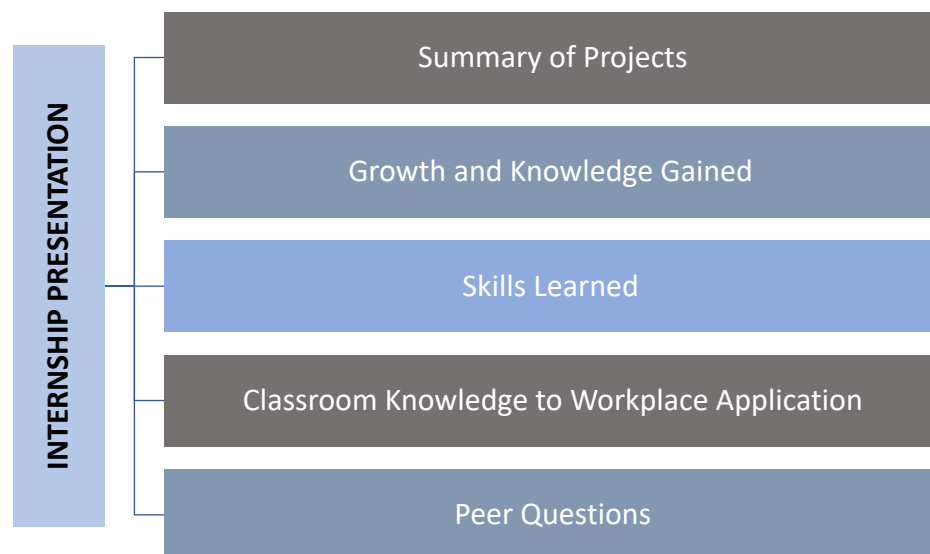 INTERNSHIP PRESENTATION
Summary of Projects
Growth and Knowledge Gained
Skills Learned
Classroom Knowledge to Workplace Application
Peer Questions